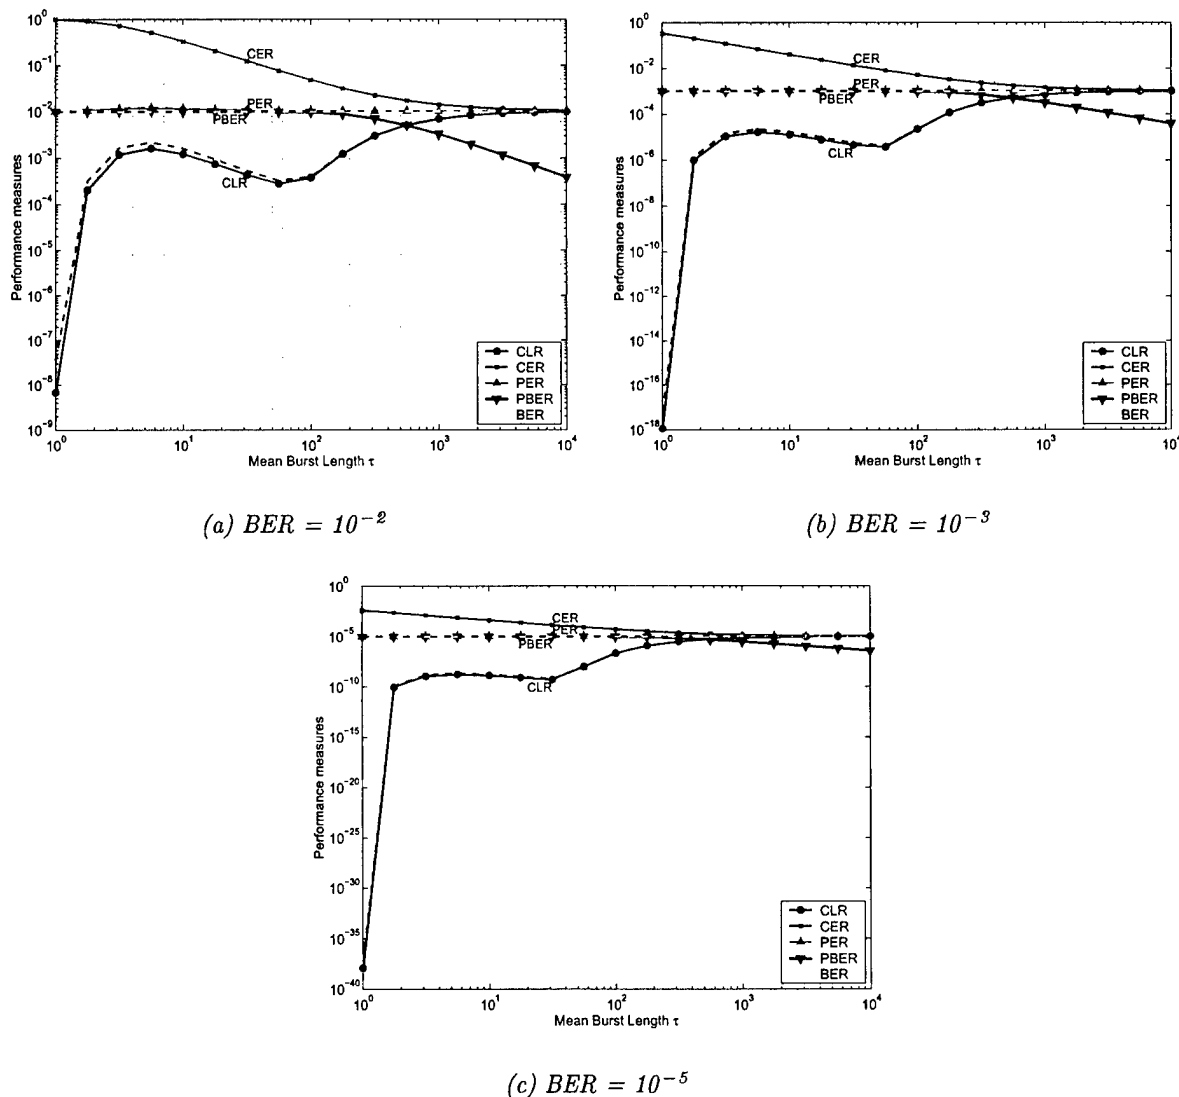 10^0
10^-1
10^-2
10^-3
10^-4
10^-5
10^-6
10^-7
10^-8
10^-9
Performance measures
CER
PER
PBER
CLR
CLR
CER
PER
PBER
BER
10^0 10^1 10^2 10^3 10^4
Mean Burst Length τ
(a) BER = 10^-2
10^0
10^-2
10^-4
10^-6
10^-8
10^-10
10^-12
10^-14
10^-16
10^-18
Performance measures
CER
PER
PBER
CLR
CLR
CER
PER
PBER
BER
10^0 10^1 10^2 10^3 10^4
Mean Burst Length τ
(b) BER = 10^-3
10^0
10^-5
10^-10
10^-15
10^-20
10^-25
10^-30
10^-35
10^-40
Performance measures
CER
PER
PBER
CLR
CLR
CER
PER
PBER
BER
10^0 10^1 10^2 10^3 10^4
Mean Burst Length τ
(c) BER = 10^-5